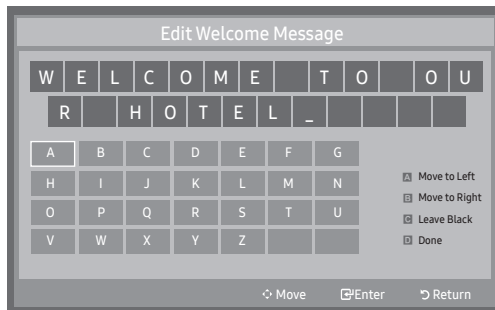 Edit Welcome Message
W E L C O M E T O O U
R H O T E L _
A B C D E F G
H I J K L M N
O P Q R S T U
V W X Y Z
A Move to Left
B Move to Right
C Leave Black
D Done
Move Enter Return